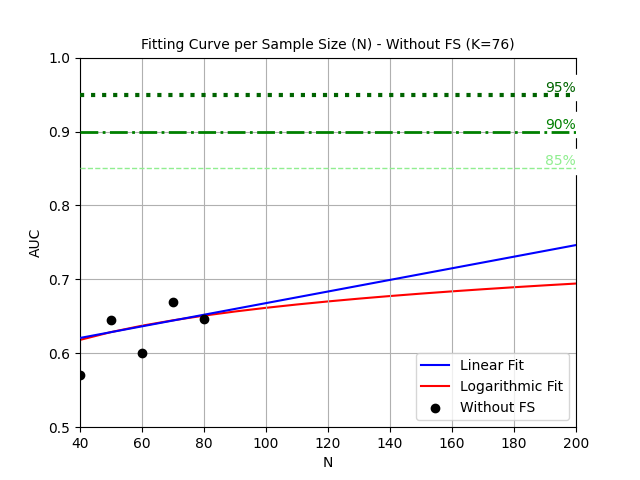 Fitting Curve per Sample Size (N) - Without FS (K=76)
1.0
95%
90%
0.9
85%
0.8
AUC
0.7
0.6
Linear Fit
Logarithmic Fit
Without FS
0.5
40 60 80 100 120 140 160 180 200
N